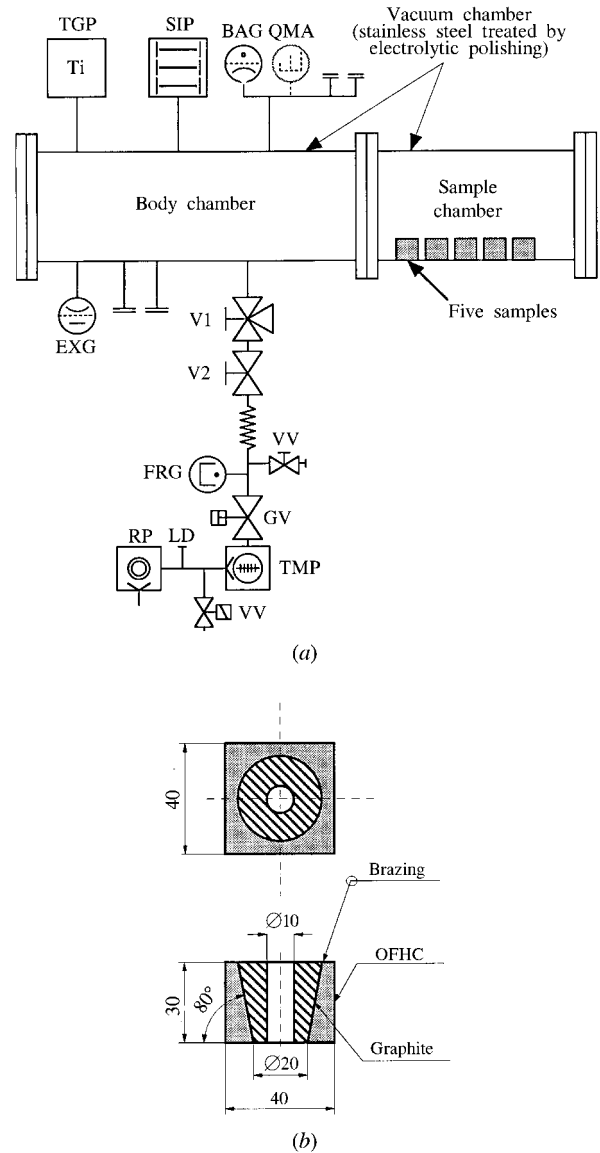 TGP
SIP
BAG QMA
Vacuum chamber
(stainless steel treated by
electrolytic polishing)
Ti
Body chamber
Sample
chamber
Five samples
EXG
V1
V2
VV
FRG
GV
RP
LD
TMP
VV
(a)
40
Brazing
∅10
OFHC
30
80°
Graphite
∅20
40
(b)